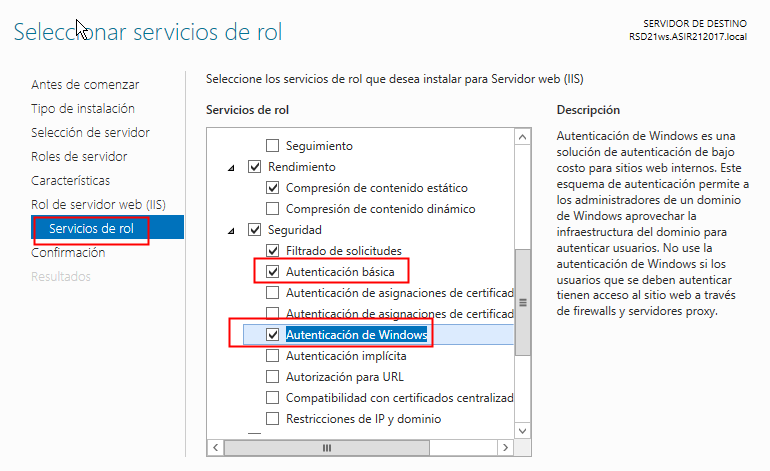 Seleccionar servicios de rol
SERVIDOR DE DESTINO
RSD21ws.ASIR212017.local
Antes de comenzar
Tipo de instalación
Selección de servidor
Roles de servidor
Características
Rol de servidor web (IIS)
Servicios de rol
Confirmación
Resultados
Seleccione los servicios de rol que desea instalar para Servidor web (IIS)
Servicios de rol
Seguimiento
Rendimiento
Compresión de contenido estático
Compresión de contenido dinámico
Seguridad
Filtrado de solicitudes
Autenticación básica
Autenticación de asignaciones de certificad
Autenticación de asignaciones de certificad
Autenticación de Windows
Autenticación implícita
Autorización para URL
Compatibilidad con certificados centralizad
Restricciones de IP y dominio
Descripción
Autenticación de Windows es una
solución de autenticación de bajo
costo para sitios web internos. Este
esquema de autenticación permite a
los administradores de un dominio
de Windows aprovechar la
infraestructura del dominio para
autenticar usuarios. No use la
autenticación de Windows si los
usuarios que se deben autenticar
tienen acceso al sitio web a través
de firewalls y servidores proxy.